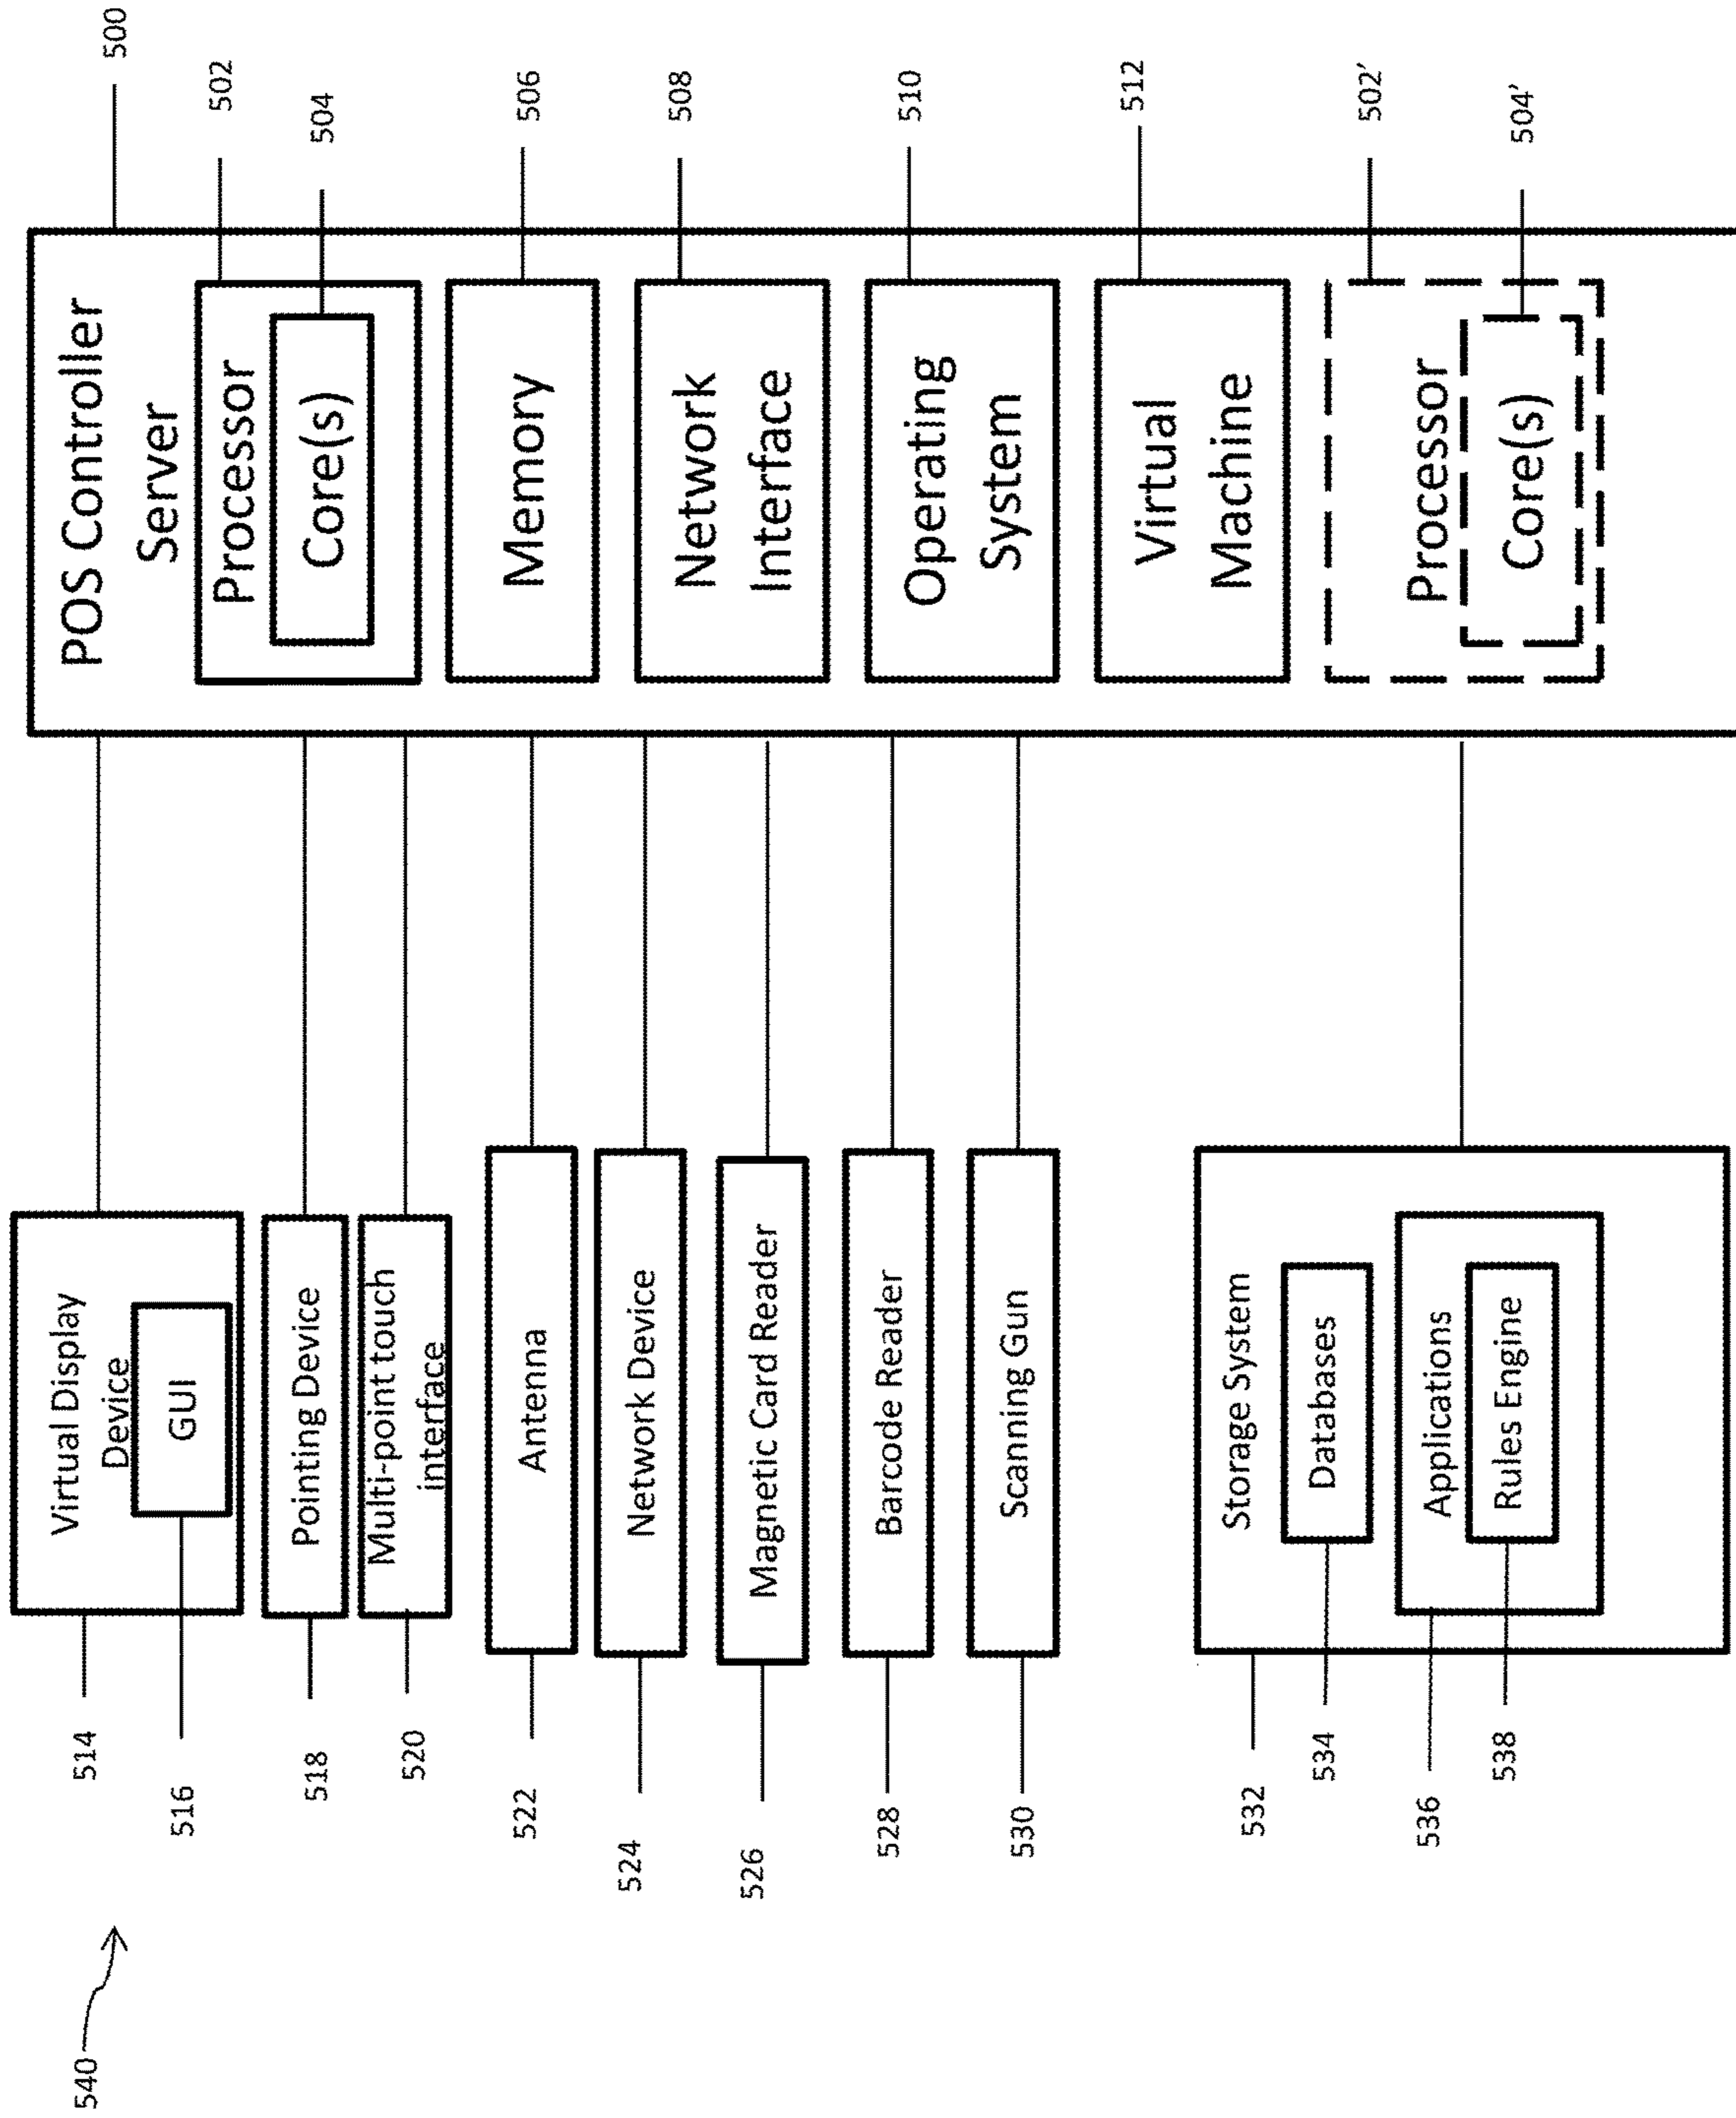 540
514
516
518
520
522
524
526
528
530
532
534
536
538
Virtual Display
Device
GUI
Pointing Device
Multi-point touch
interface
Antenna
Network Device
Magnetic Card Reader
Barcode Reader
Scanning Gun
Storage System
Databases
Applications
Rules Engine
POS Controller
Server
Processor
Core(s)
Memory
Network
Interface
Operating
System
Virtual
Machine
Processor
Core(s)
500
502
504
506
508
510
512
502’
504’